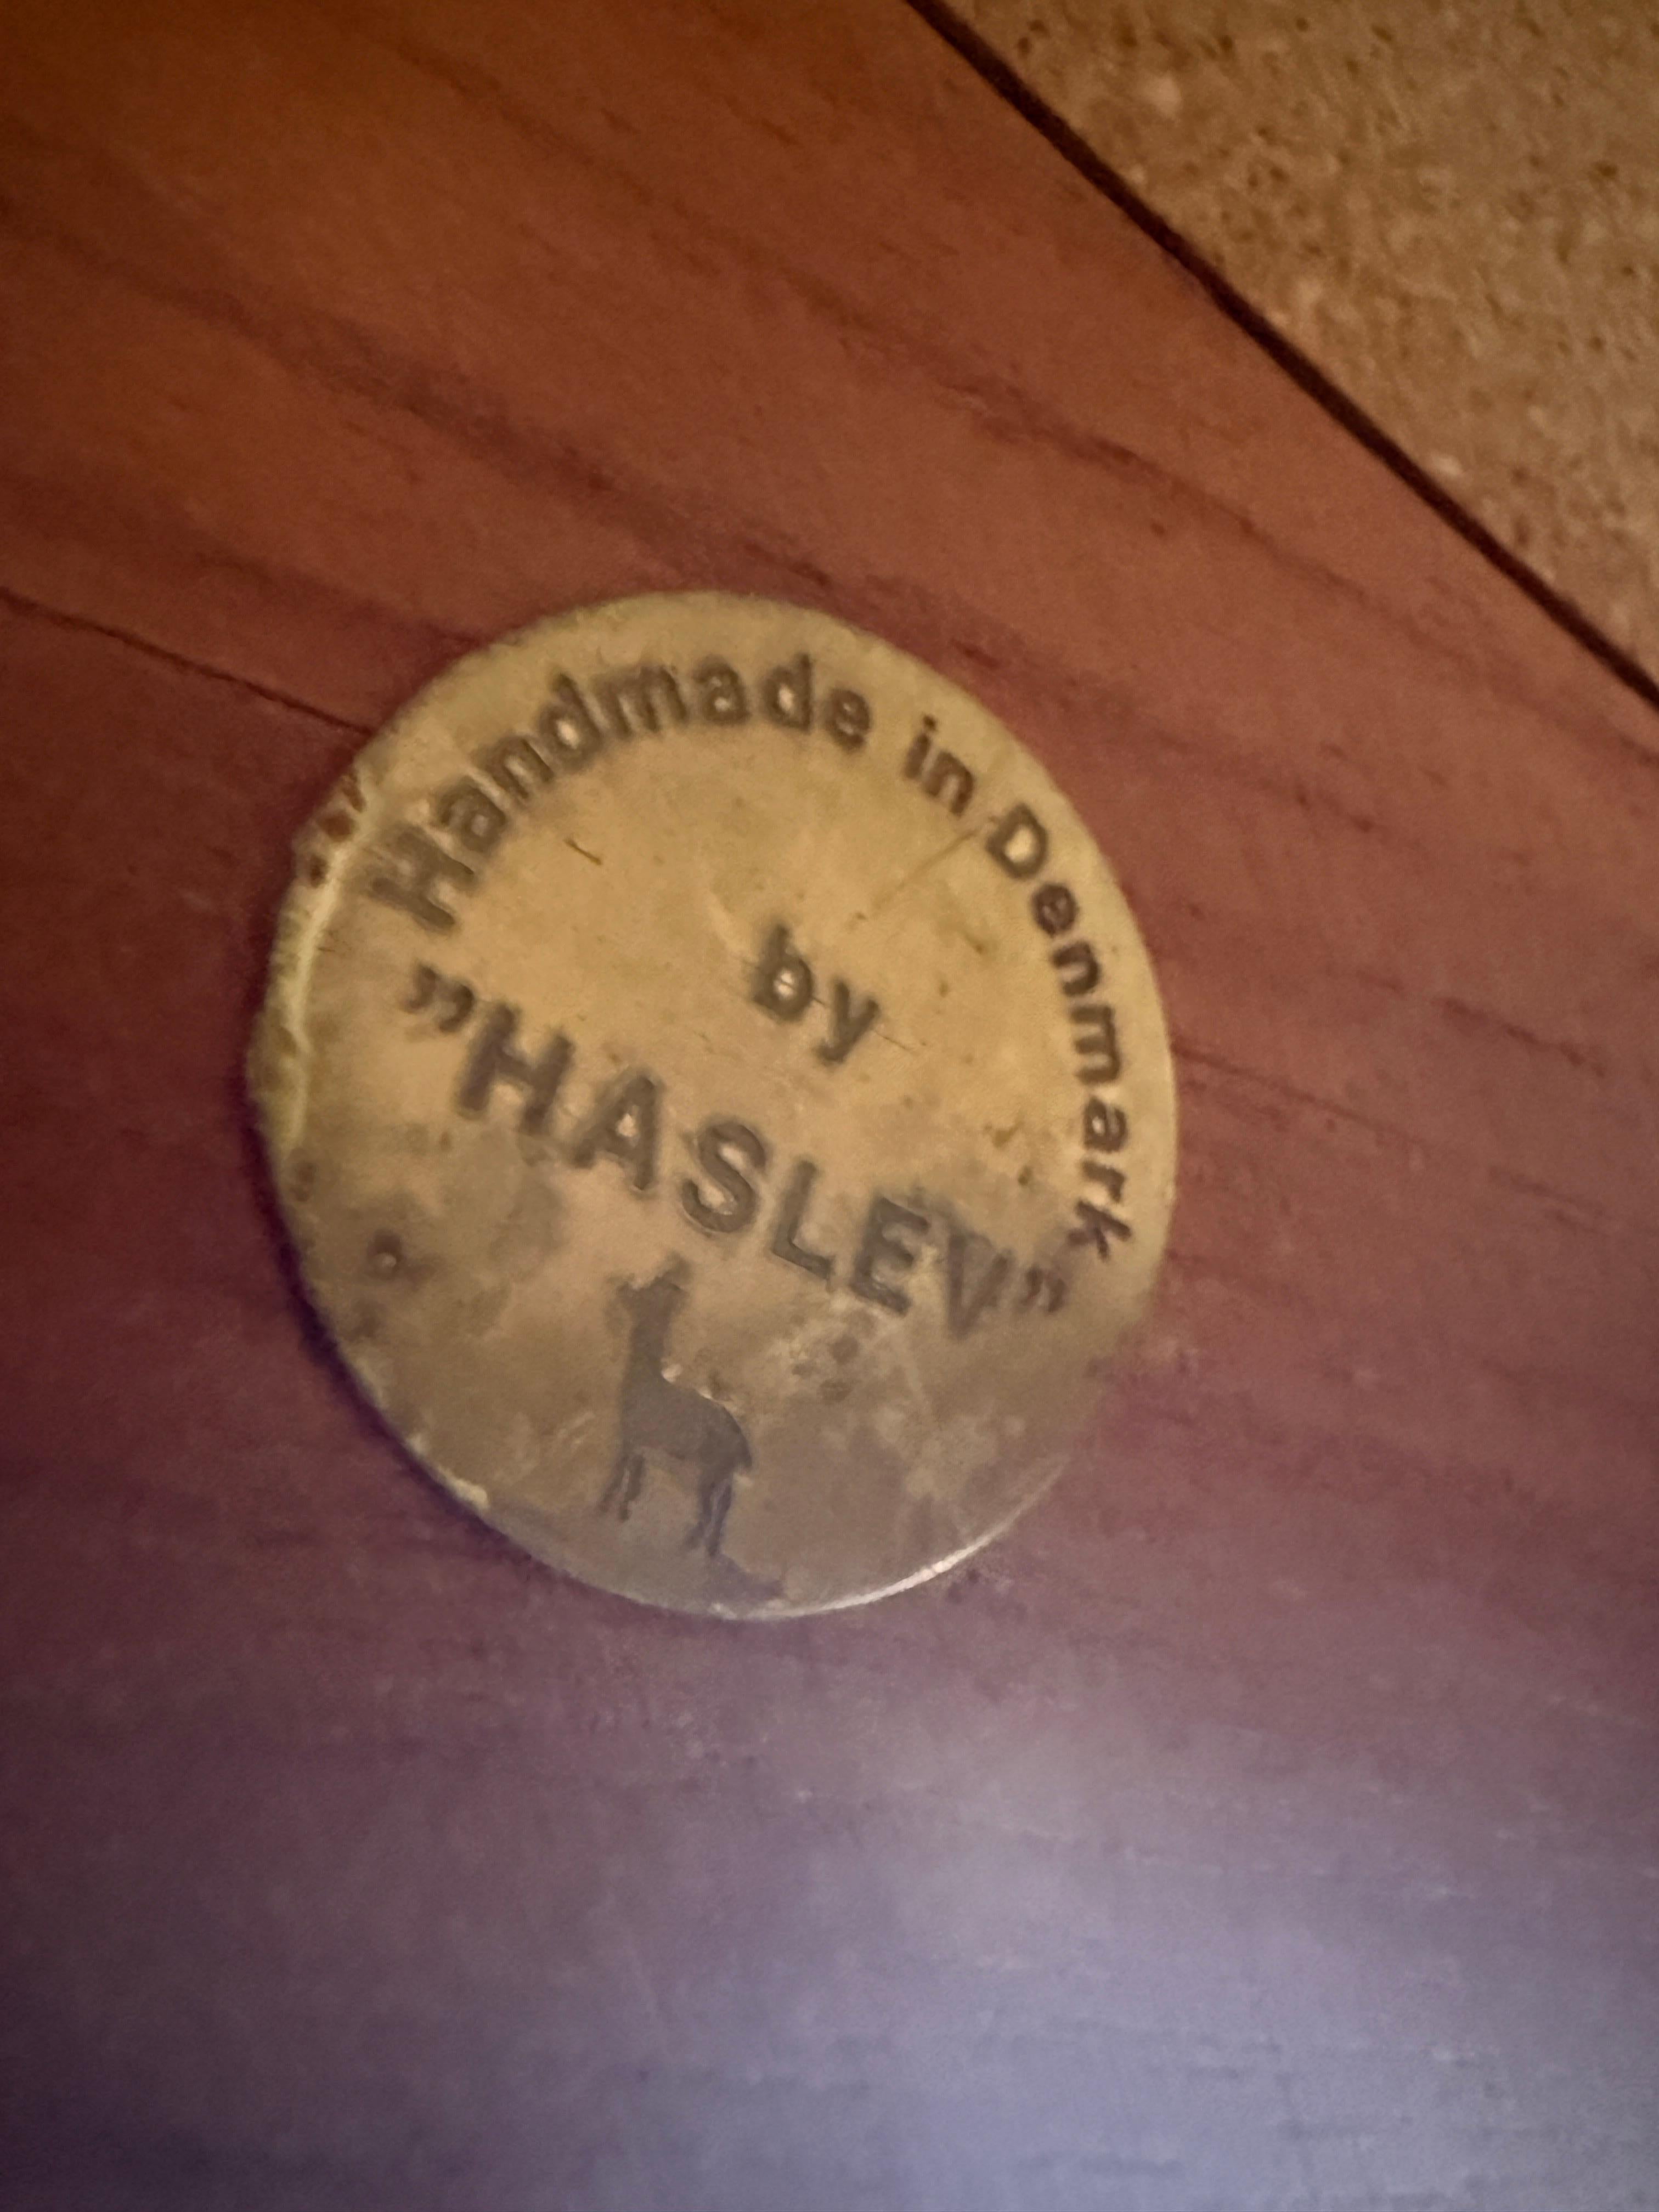 Handmade in Denmark
by
”HASLEV”